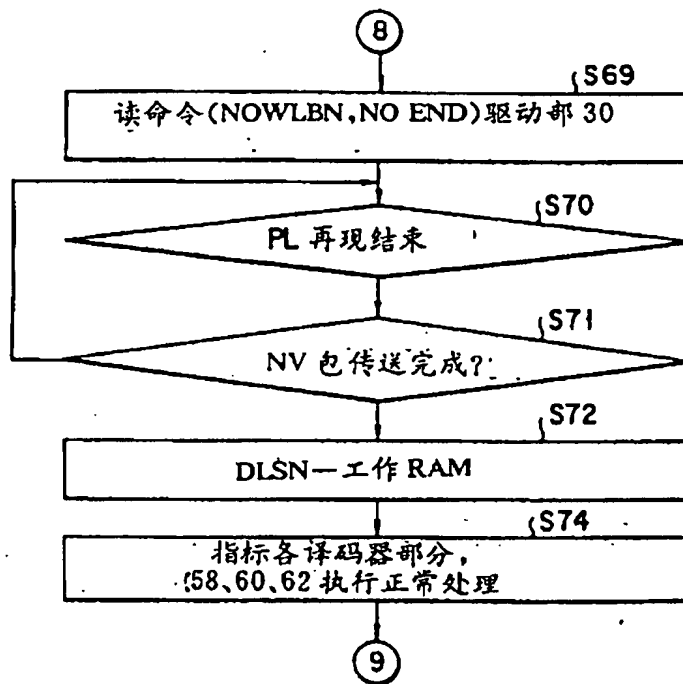 8
S69
读命令(NOWLBN,NO END)驱动部 30
S70
PL 再现结束
S71
NV 包传送完成?
S72
DLSN—工作 RAM
S74
指标各译码器部分,
58、60、62 执行正常处理
9